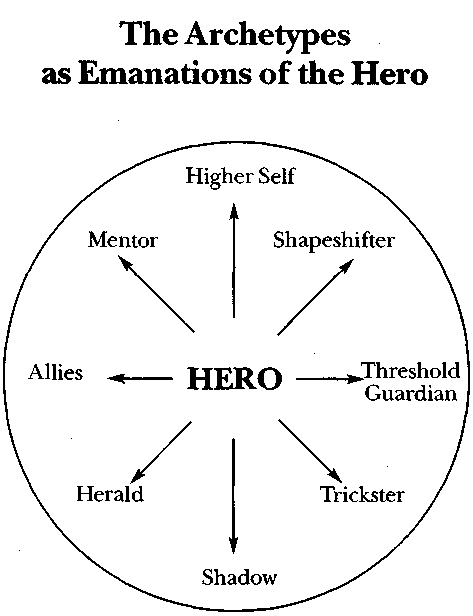 The Archetypes
as Emanations of the Hero
Higher Self
Mentor
Shapeshifter
Allies
HERO
Threshold
Guardian
Herald
Trickster
Shadow